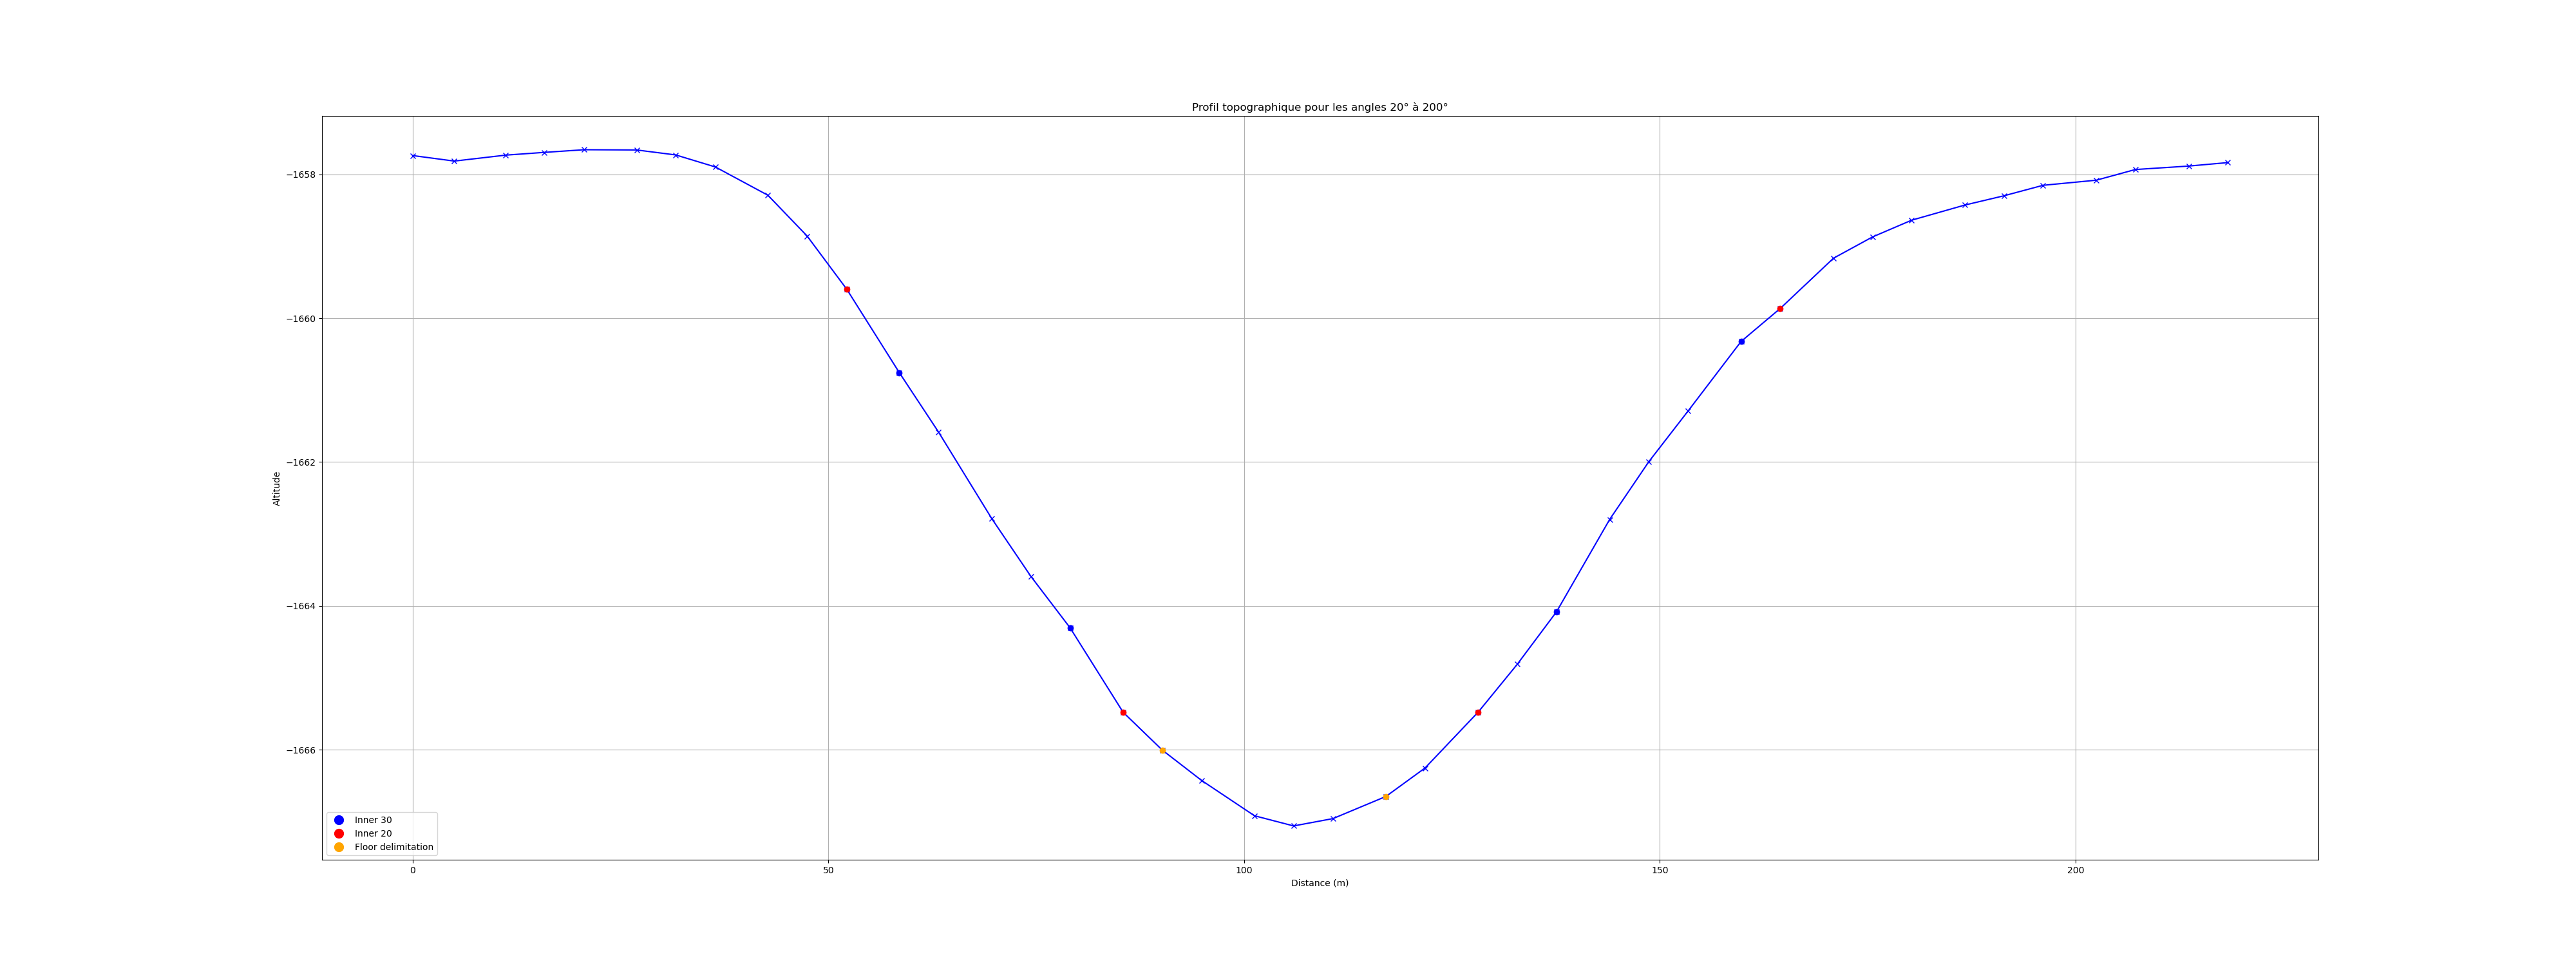 Profil topographique pour les angles 20° à 200°
Altitude
−1658
−1660
−1662
−1664
−1666
Inner 30
Inner 20
Floor delimitation
0
50
100
150
200
Distance (m)